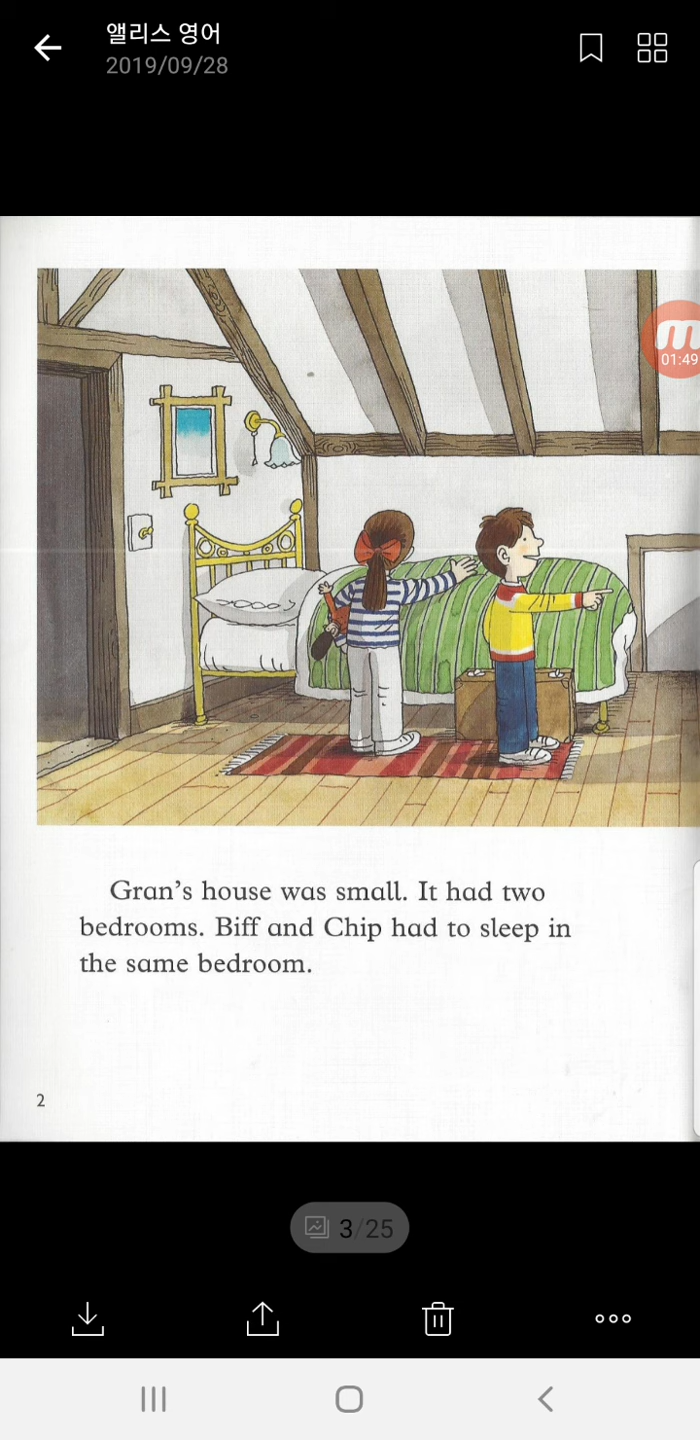 앨리스 영어
2019/09/28
01:49
Gran's house was small. It had two
bedrooms. Biff and Chip had to sleep in
the same bedroom.
2
3/25